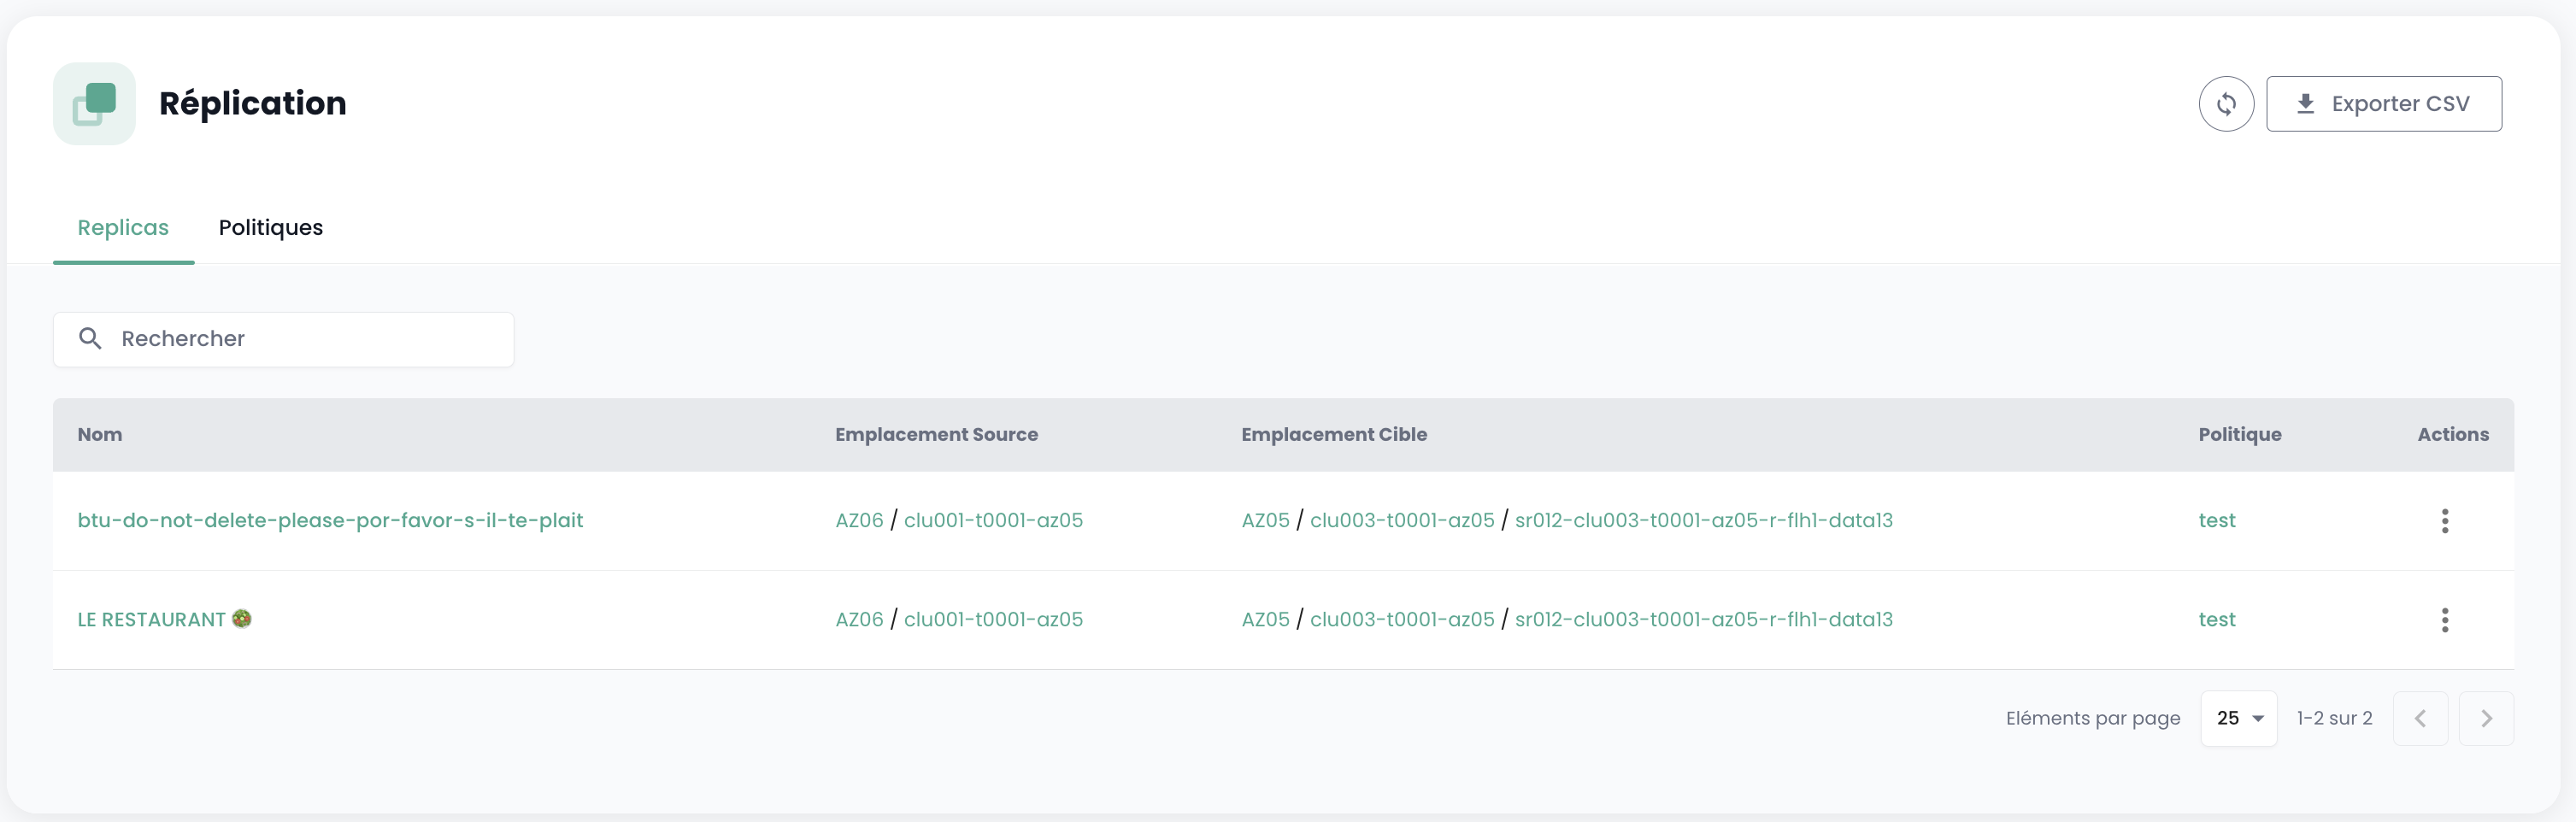 Réplication
Exporter CSV
Replicas Politiques
Rechercher
Nom Emplacement Source Emplacement Cible Politique Actions
btu-do-not-delete-please-por-favor-s-il-te-plait AZ06 / clu001-t0001-az05 AZ05 / clu003-t0001-az05 / sr012-clu003-t0001-az05-r-flh1-data13 test
LE RESTAURANT 🥗 AZ06 / clu001-t0001-az05 AZ05 / clu003-t0001-az05 / sr012-clu003-t0001-az05-r-flh1-data13 test
Eléments par page 25 1-2 sur 2